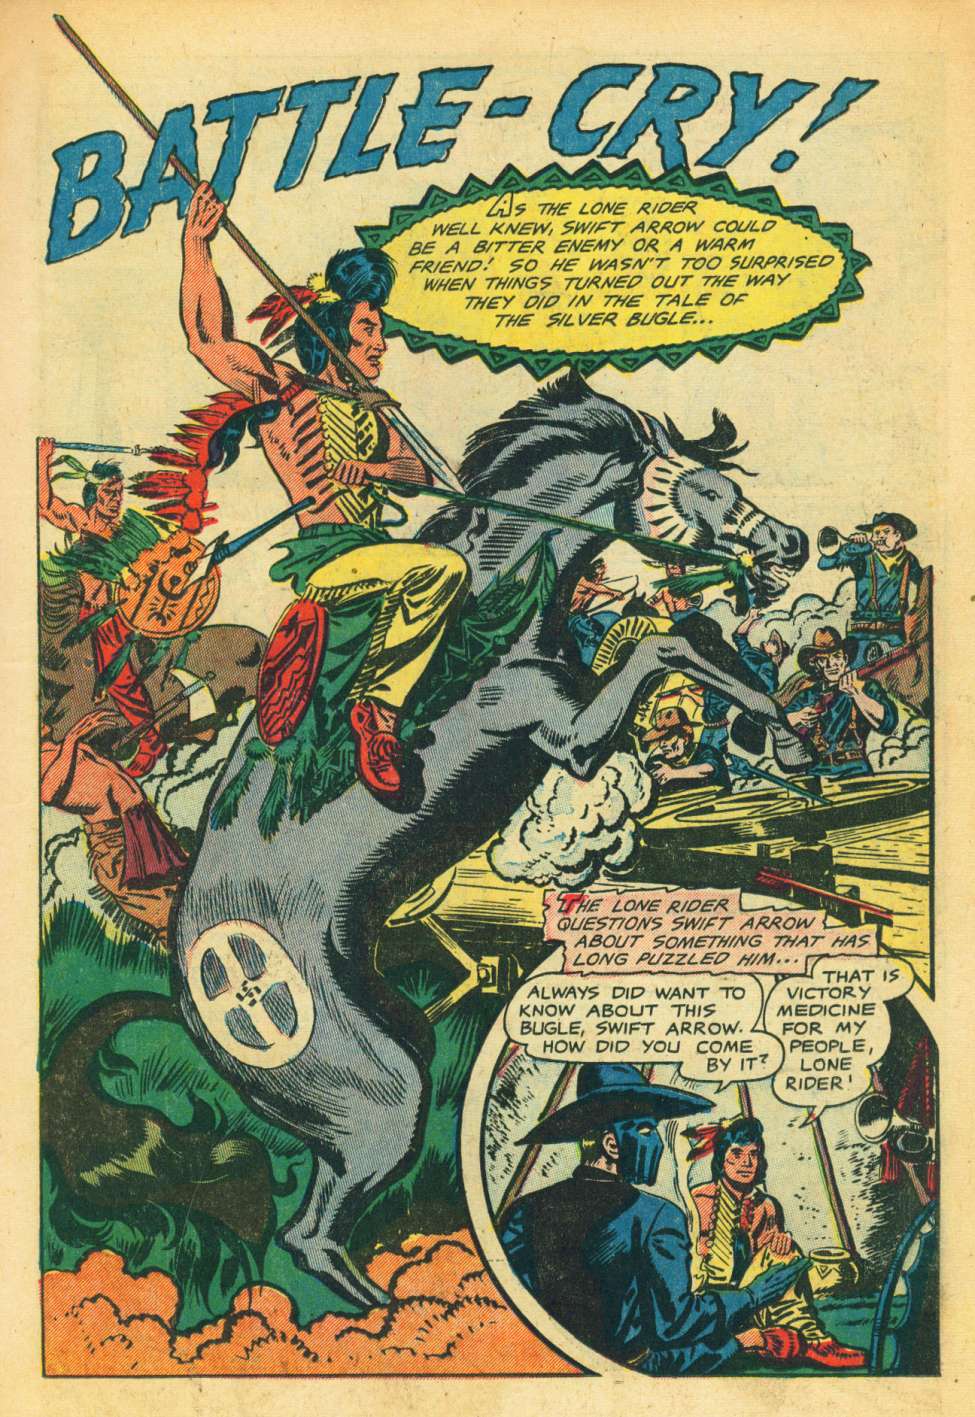 BATTLE-CRY!
AS THE LONE RIDER
WELL KNEW, SWIFT ARROW COULD
BE A BITTER ENEMY OR A WARM
FRIEND! SO HE WASN'T TOO SURPRISED
WHEN THINGS TURNED OUT THE WAY
THEY DID IN THE TALE OF
THE SILVER BUGLE...
THE LONE RIDER
QUESTIONS SWIFT ARROW
ABOUT SOMETHING THAT HAS
LONG PUZZLED HIM...
ALWAYS DID WANT TO
KNOW ABOUT THIS
BUGLE, SWIFT ARROW.
HOW DID YOU COME
BY IT?
THAT IS
VICTORY
MEDICINE
FOR MY
PEOPLE,
LONE
RIDER!